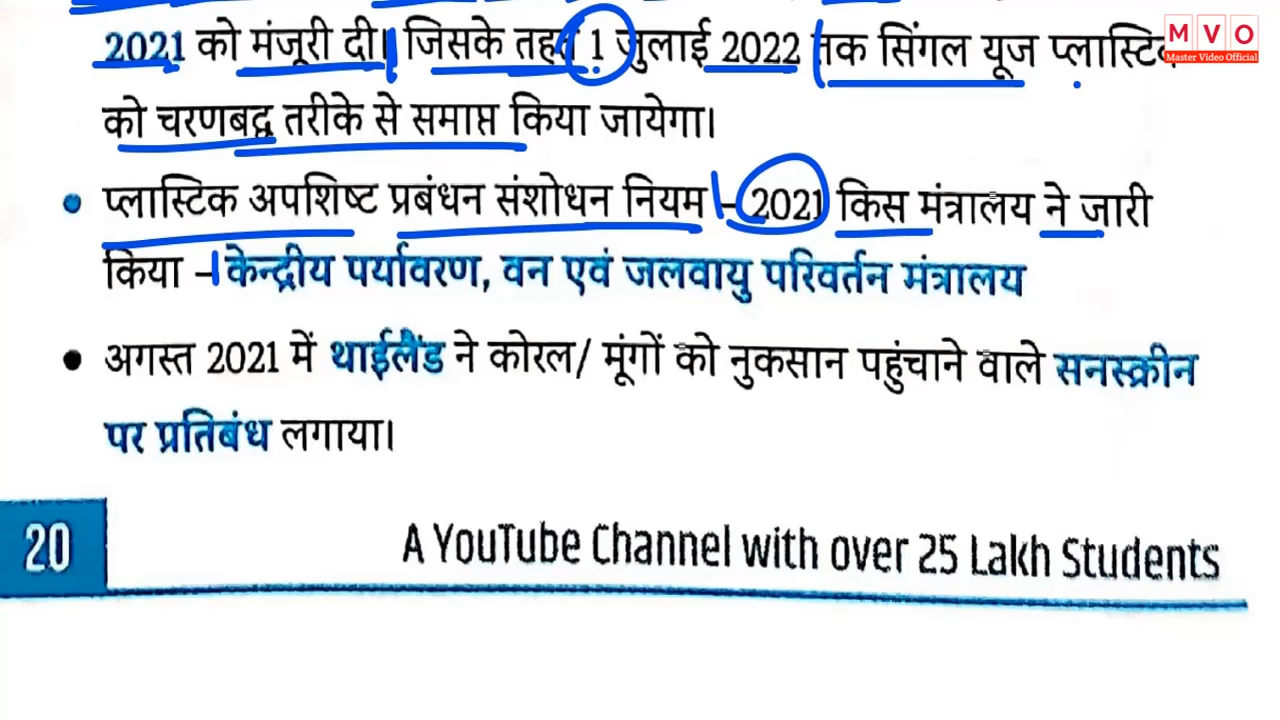 2021 को मंजूरी दी। जिसके तहत 1 जुलाई 2022 तक सिंगल यूज प्लास्टिक
को चरणबद्ध तरीके से समाप्त किया जायेगा।
• प्लास्टिक अपशिष्ट प्रबंधन संशोधन नियम – 2021 किस मंत्रालय ने जारी
किया – केन्द्रीय पर्यावरण, वन एवं जलवायु परिवर्तन मंत्रालय
• अगस्त 2021 में थाईलैंड ने कोरल/ मूंगों को नुकसान पहुंचाने वाले सनस्क्रीन
पर प्रतिबंध लगाया।
20
A YouTube Channel with over 25 Lakh Students
MVO
Master Video Official